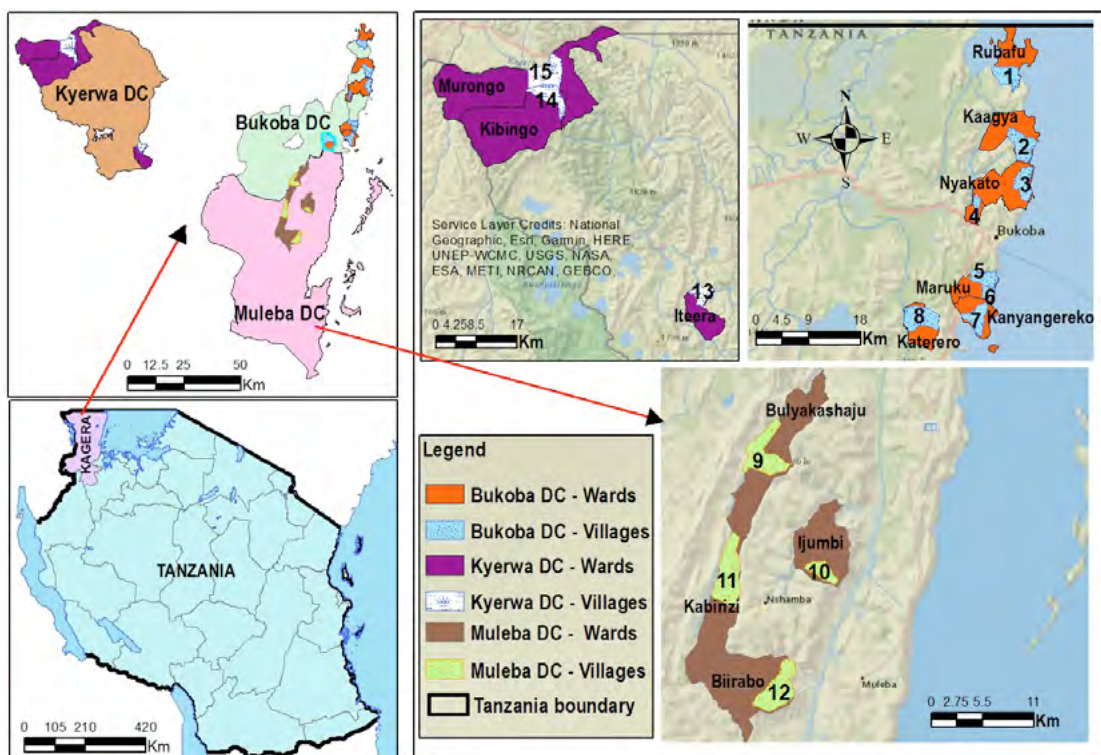 Kyerwa DC
Bukoba DC
Muleba DC
0 12.5 25 50
Km
KAGERA
TANZANIA
0 105 210 420
Km
15
Murongo
14
Kibingo
Service Layer Credits: National
Geographic, Esri, Garmin, HERE,
UNEP-WCMC, USGS, NASA,
ESA, METI, NRCAN, GEBCO,
13
Iteera
0 4.258.5 17
Km
TANZANIA
Rubafu
1
Kaagya
2
N
W E
S
Nyakato
3
4
Bukoba
5
Maruku
6
8
7
Kanyangereko
Katerero
0 4.5 9 18
Km
Legend
Bukoba DC - Wards
Bukoba DC - Villages
Kyerwa DC - Wards
Kyerwa DC - Villages
Muleba DC - Wards
Muleba DC - Villages
Tanzania boundary
Bulyakashaju
9
Ijumbi
10
11
Kabinzi
Nshamba
Biirabo
12
Muleba
0 2.75 5.5 11
Km